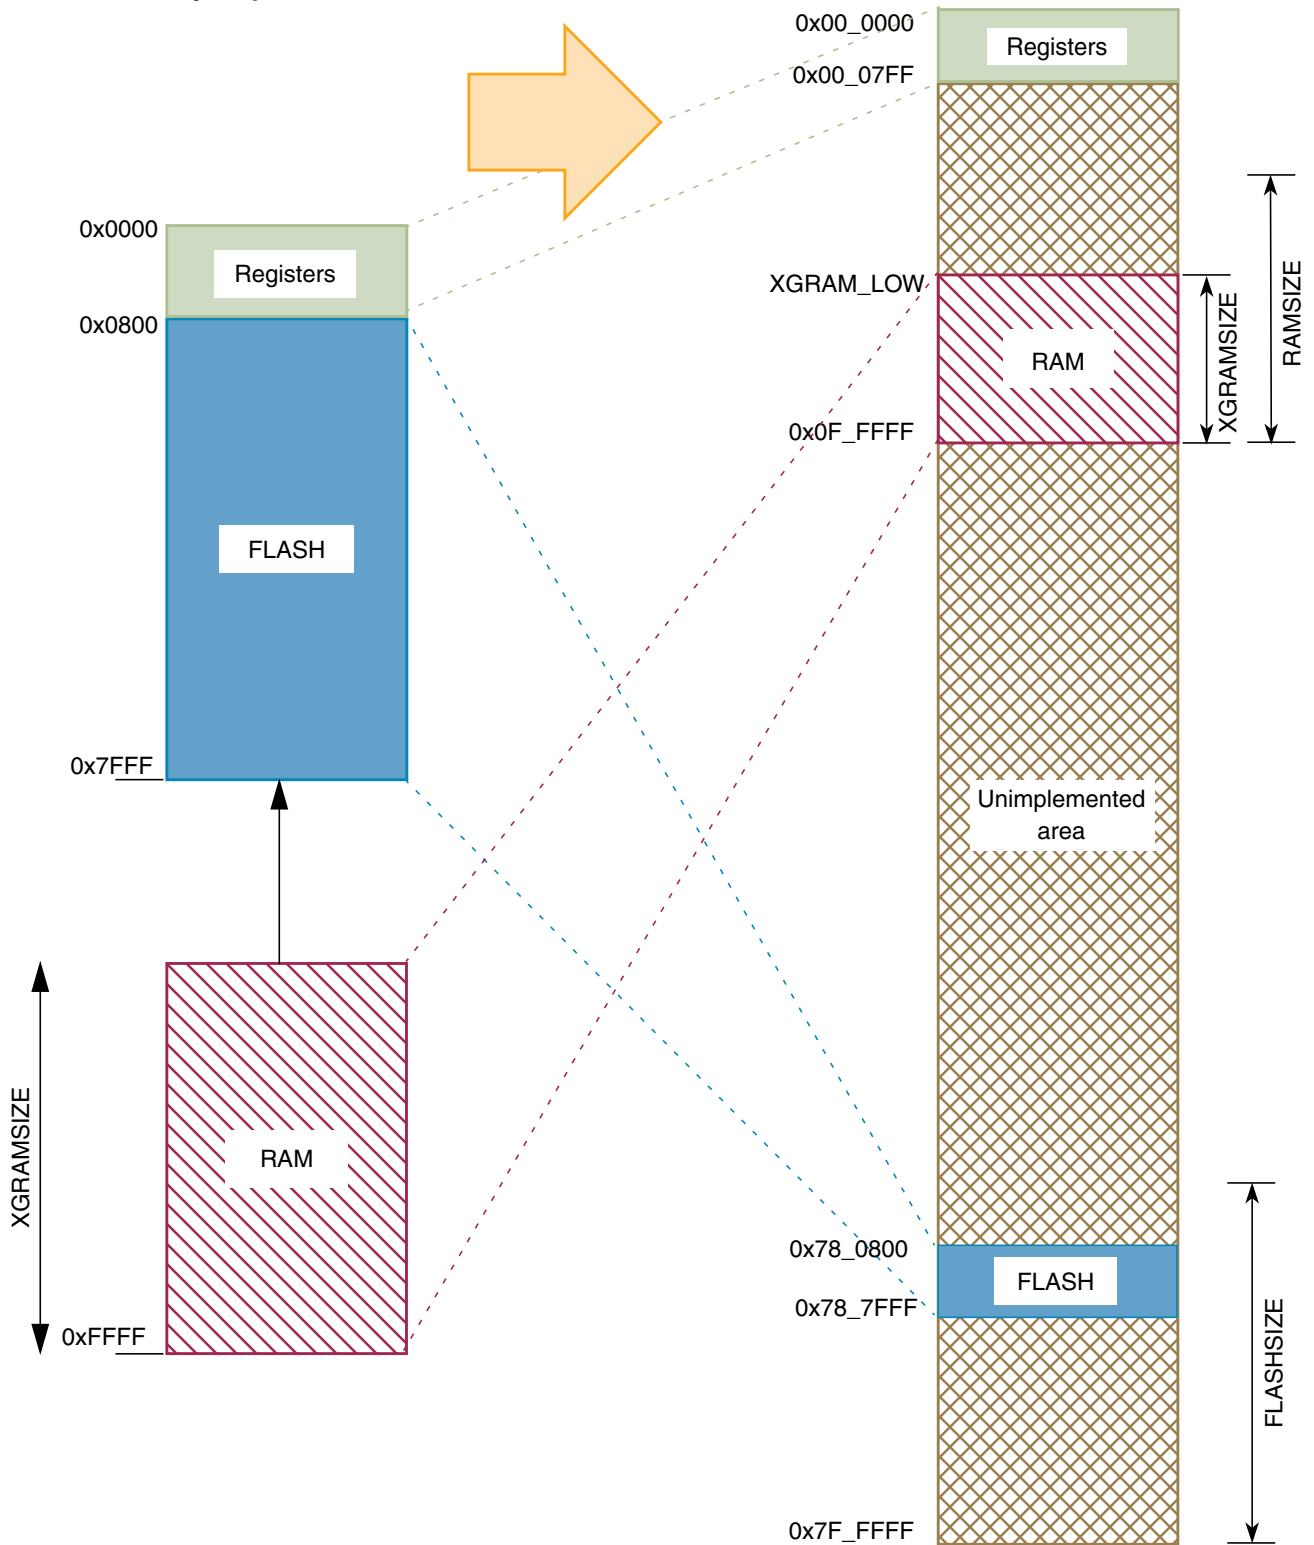 0x00_0000
Registers
0x00_07FF
0x0000
Registers
0x0800
XGRAM_LOW
RAM
XGRAMSIZE
RAMSIZE
0x0F_FFFF
FLASH
0x7FFF
Unimplemented
area
XGRAMSIZE
RAM
0xFFFF
0x78_0800
FLASH
0x78_7FFF
FLASHSIZE
0x7F_FFFF